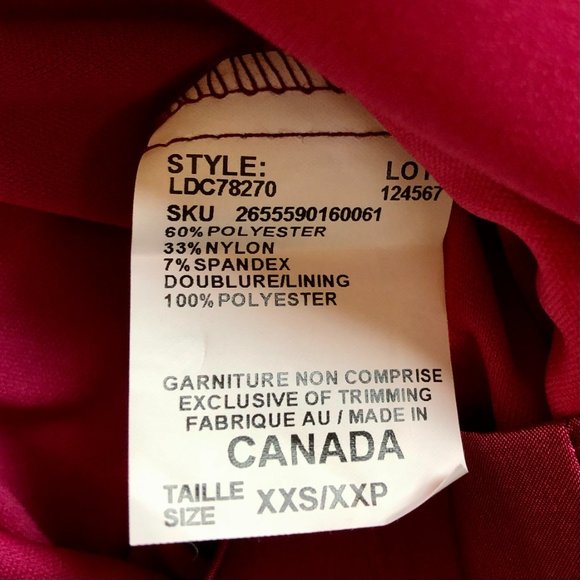 STYLE: LOT
LDC78270 124567
SKU 2655590160061
60% POLYESTER
33% NYLON
7% SPANDEX
DOUBLURE/LINING
100% POLYESTER
GARNITURE NON COMPRISE
EXCLUSIVE OF TRIMMING
FABRIQUE AU / MADE IN
CANADA
TAILLE
SIZE XXS/XXP